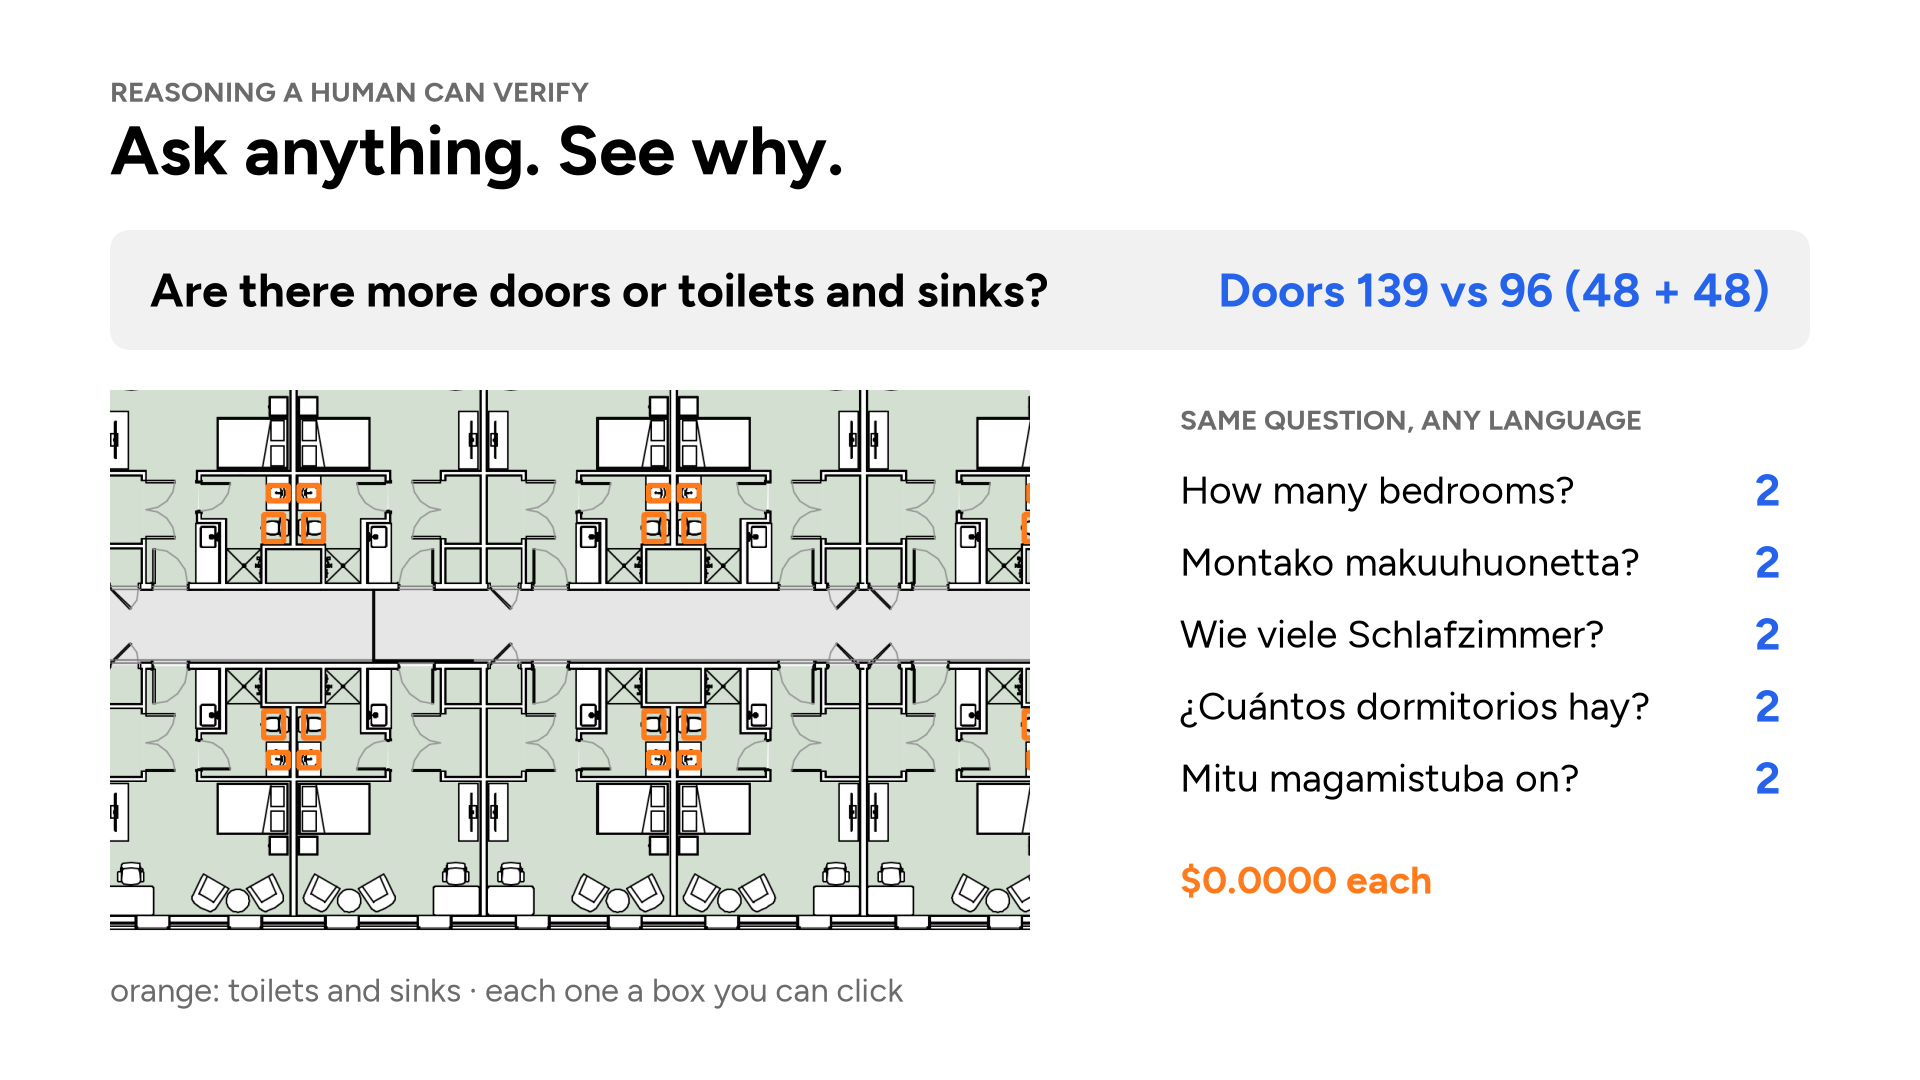 REASONING A HUMAN CAN VERIFY
Ask anything. See why.
Are there more doors or toilets and sinks? Doors 139 vs 96 (48 + 48)
SAME QUESTION, ANY LANGUAGE
How many bedrooms? 2
Montako makuuhuonetta? 2
Wie viele Schlafzimmer? 2
¿Cuántos dormitorios hay? 2
Mitu magamistuba on? 2
$0.0000 each
orange: toilets and sinks · each one a box you can click